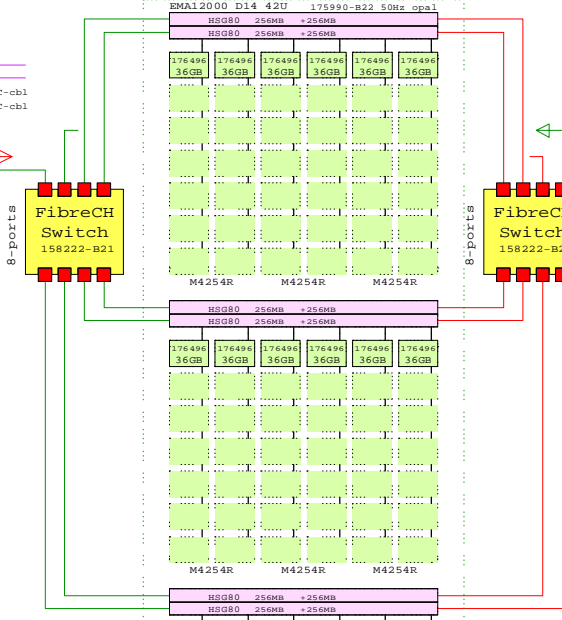 EMA12000 D14 42U 175990-B22 50Hz opal
HSG80 256MB +256MB
HSG80 256MB +256MB
176496 176496 176496 176496 176496 176496
36GB 36GB 36GB 36GB 36GB 36GB
-cbl
-cbl
8-ports
FibreCH
Switch
158222-B21
8-ports
FibreC
Switch
158222-B2
M4254R M4254R M4254R
HSG80 256MB +256MB
HSG80 256MB +256MB
176496 176496 176496 176496 176496 176496
36GB 36GB 36GB 36GB 36GB 36GB
M4254R M4254R M4254R
HSG80 256MB +256MB
HSG80 256MB +256MB